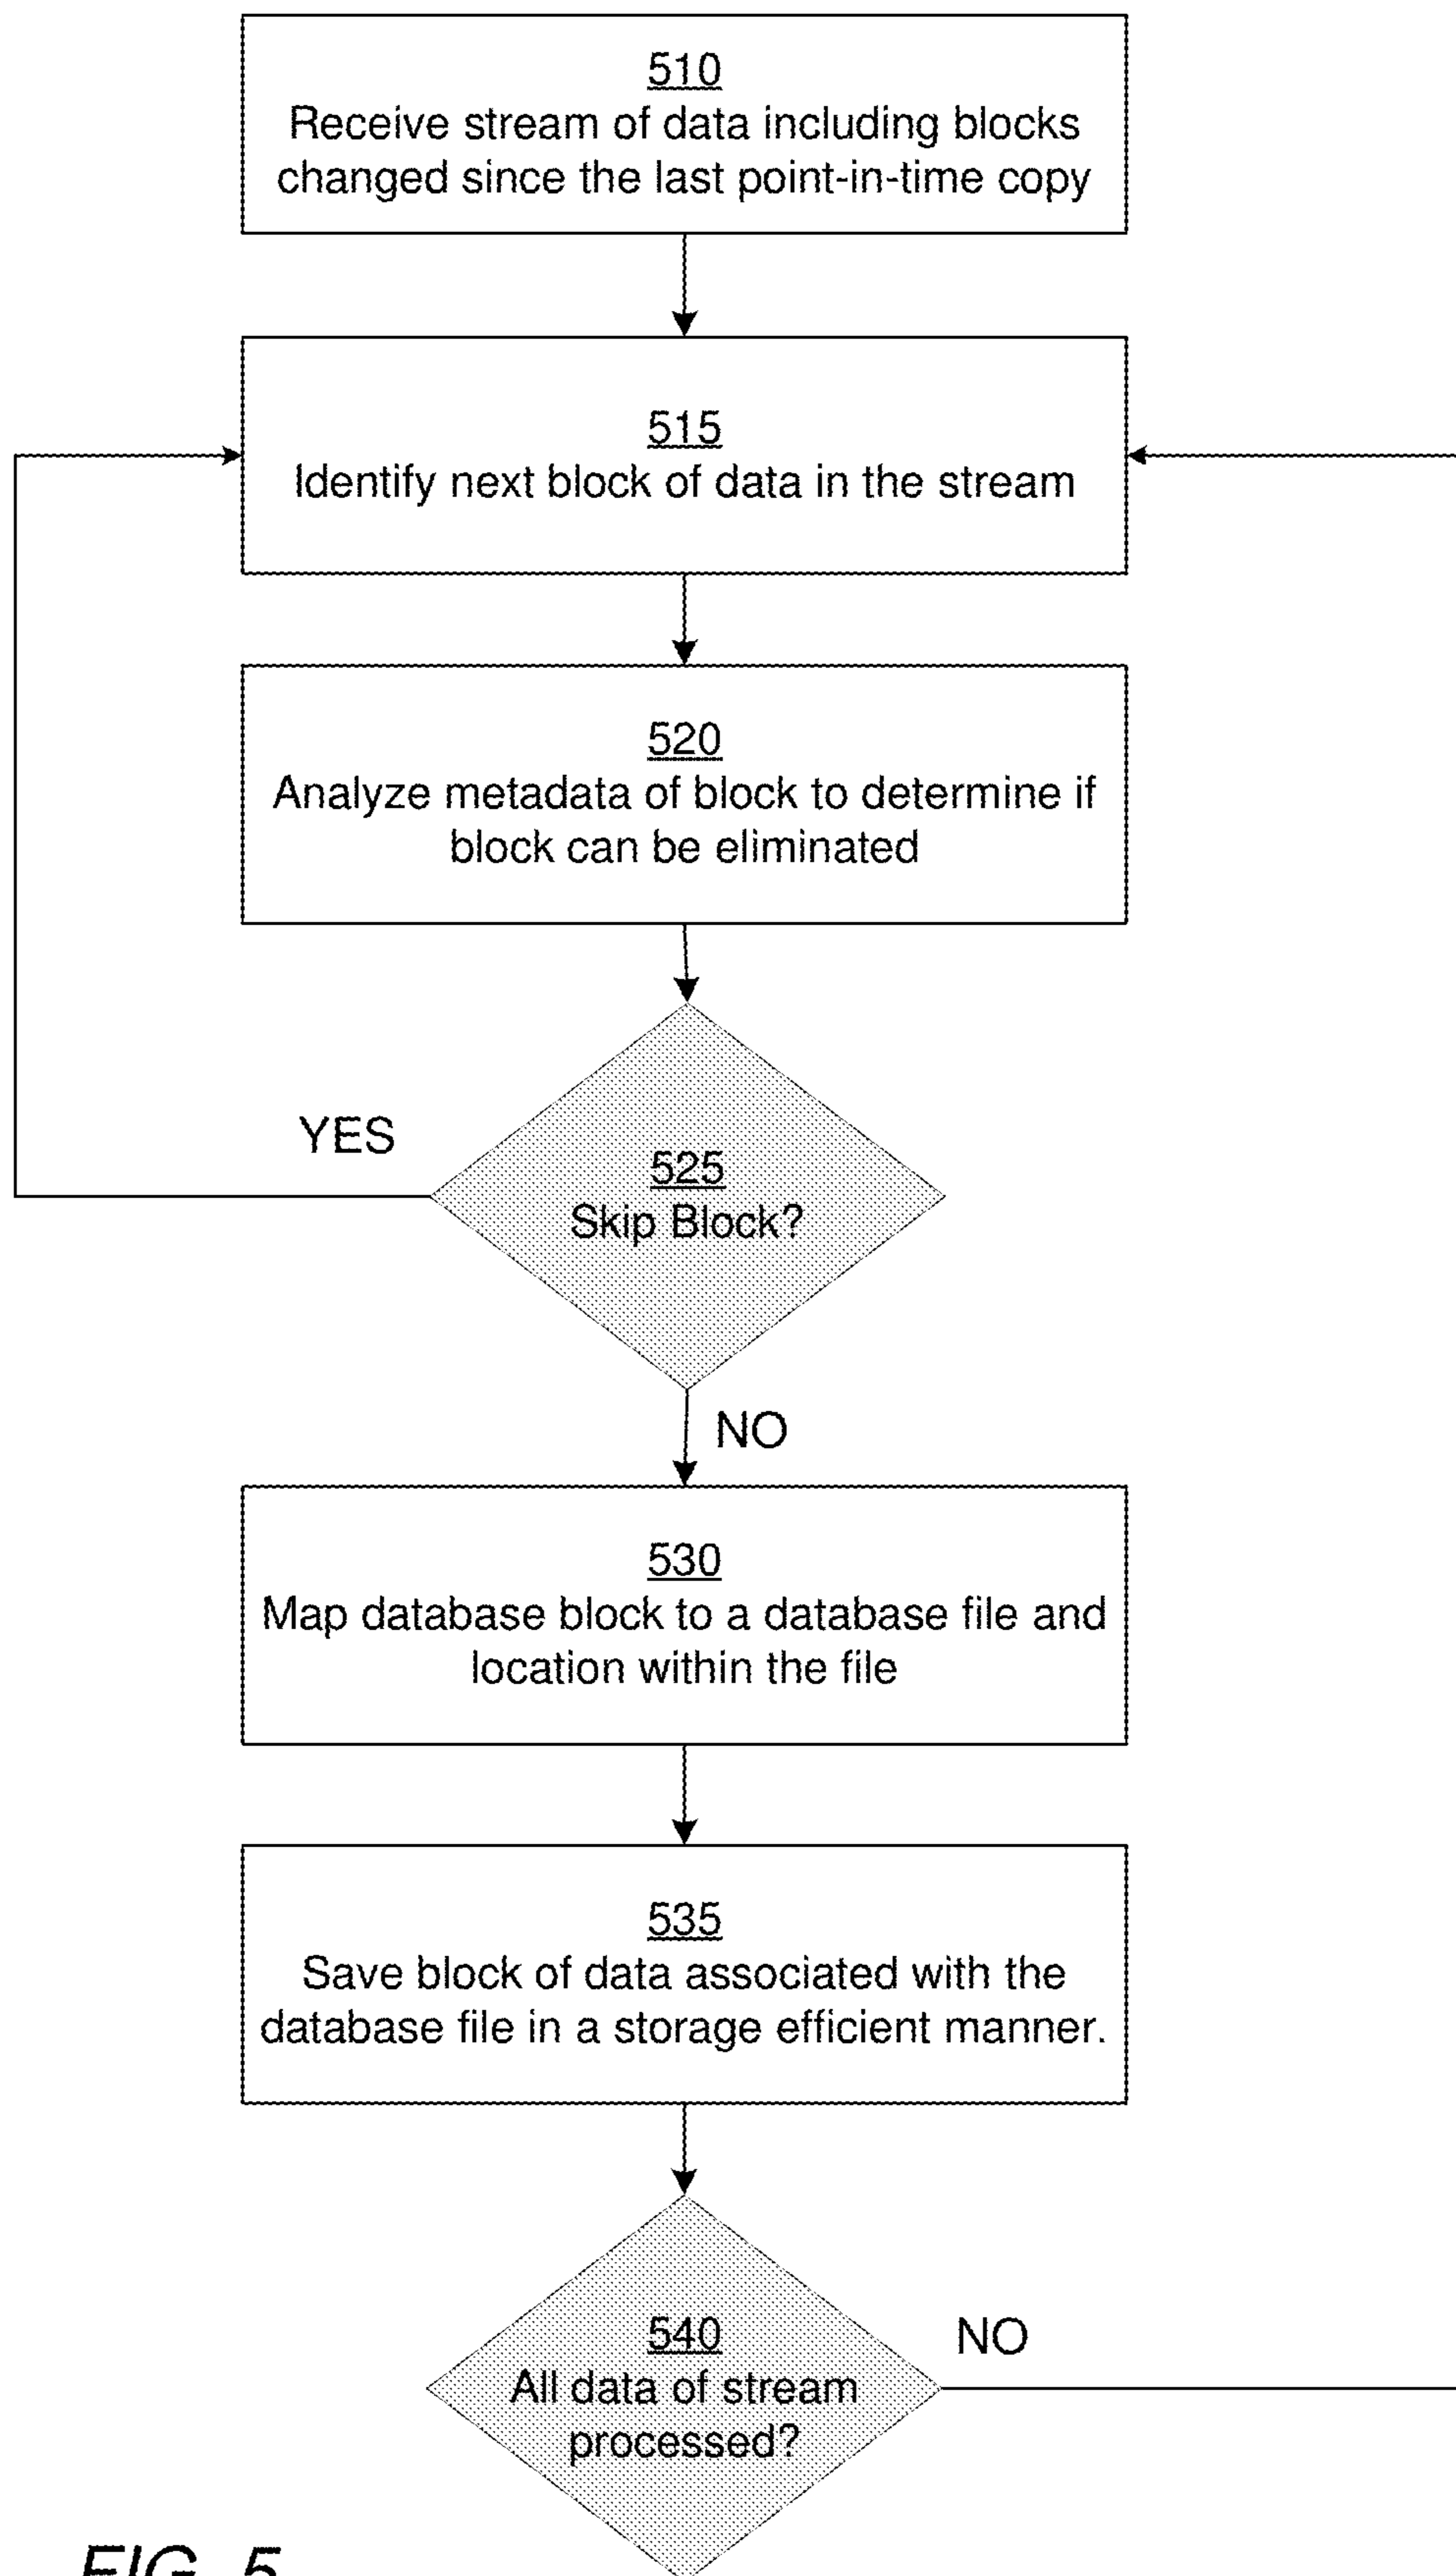 510
Receive stream of data including blocks
changed since the last point-in-time copy
515
Identify next block of data in the stream
520
Analyze metadata of block to determine if
block can be eliminated
YES
525
Skip Block?
NO
530
Map database block to a database file and
location within the file
535
Save block of data associated with the
database file in a storage efficient manner.
540
NO
All data of stream
processed?
FIG. 5